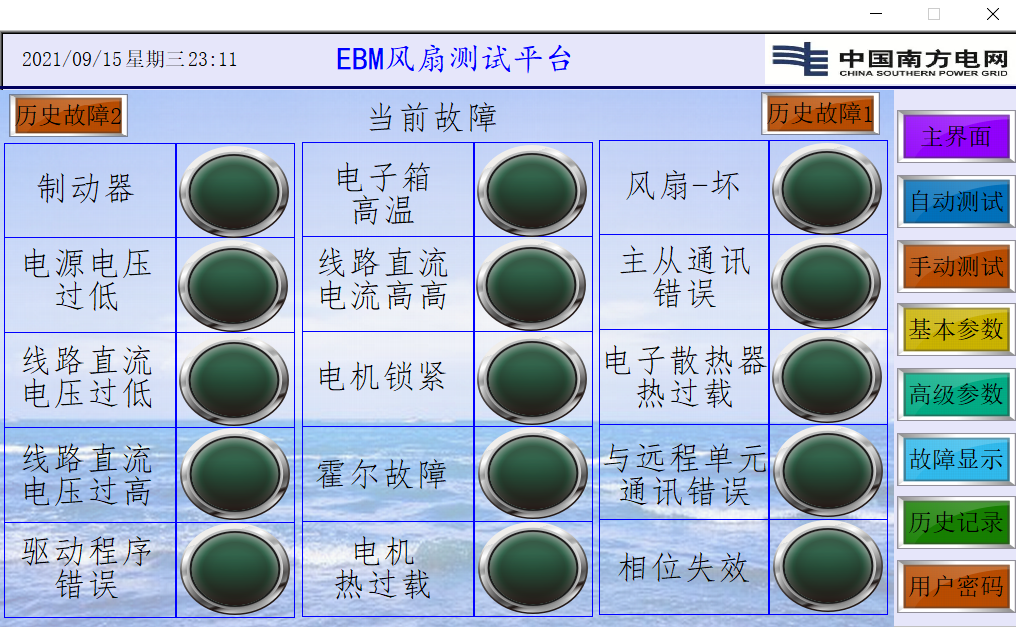 2021/09/15 星期三 23:11
EBM风扇测试平台
中国南方电网
CHINA SOUTHERN POWER GRID
历史故障2
当前故障
历史故障1
制动器
电子箱
高温
风扇-坏
电源电压
过低
线路直流
电流高高
主从通讯
错误
线路直流
电压过低
电机锁紧
电子散热器
热过载
线路直流
电压过高
霍尔故障
与远程单元
通讯错误
驱动程序
错误
电机
热过载
相位失效
主界面
自动测试
手动测试
基本参数
高级参数
故障显示
历史记录
用户密码